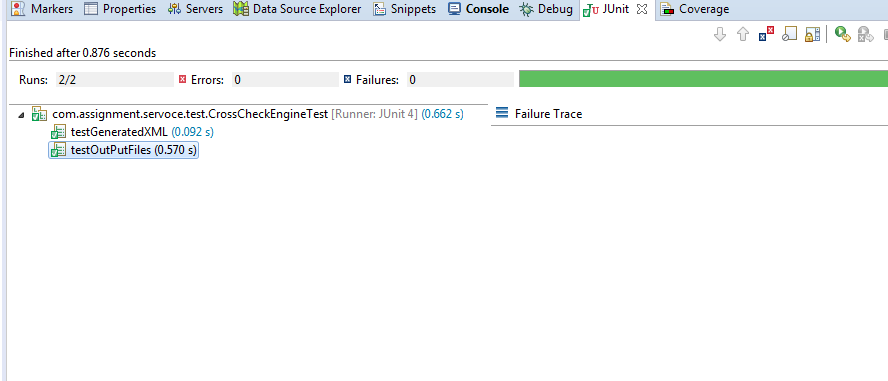 Markers Properties Servers Data Source Explorer Snippets Console Debug JUnit Coverage
Finished after 0.876 seconds
Runs: 2/2 Errors: 0 Failures: 0
com.assignment.servoce.test.CrossCheckEngineTest [Runner: JUnit 4] (0.662 s) Failure Trace
testGeneratedXML (0.092 s)
testOutPutFiles (0.570 s)